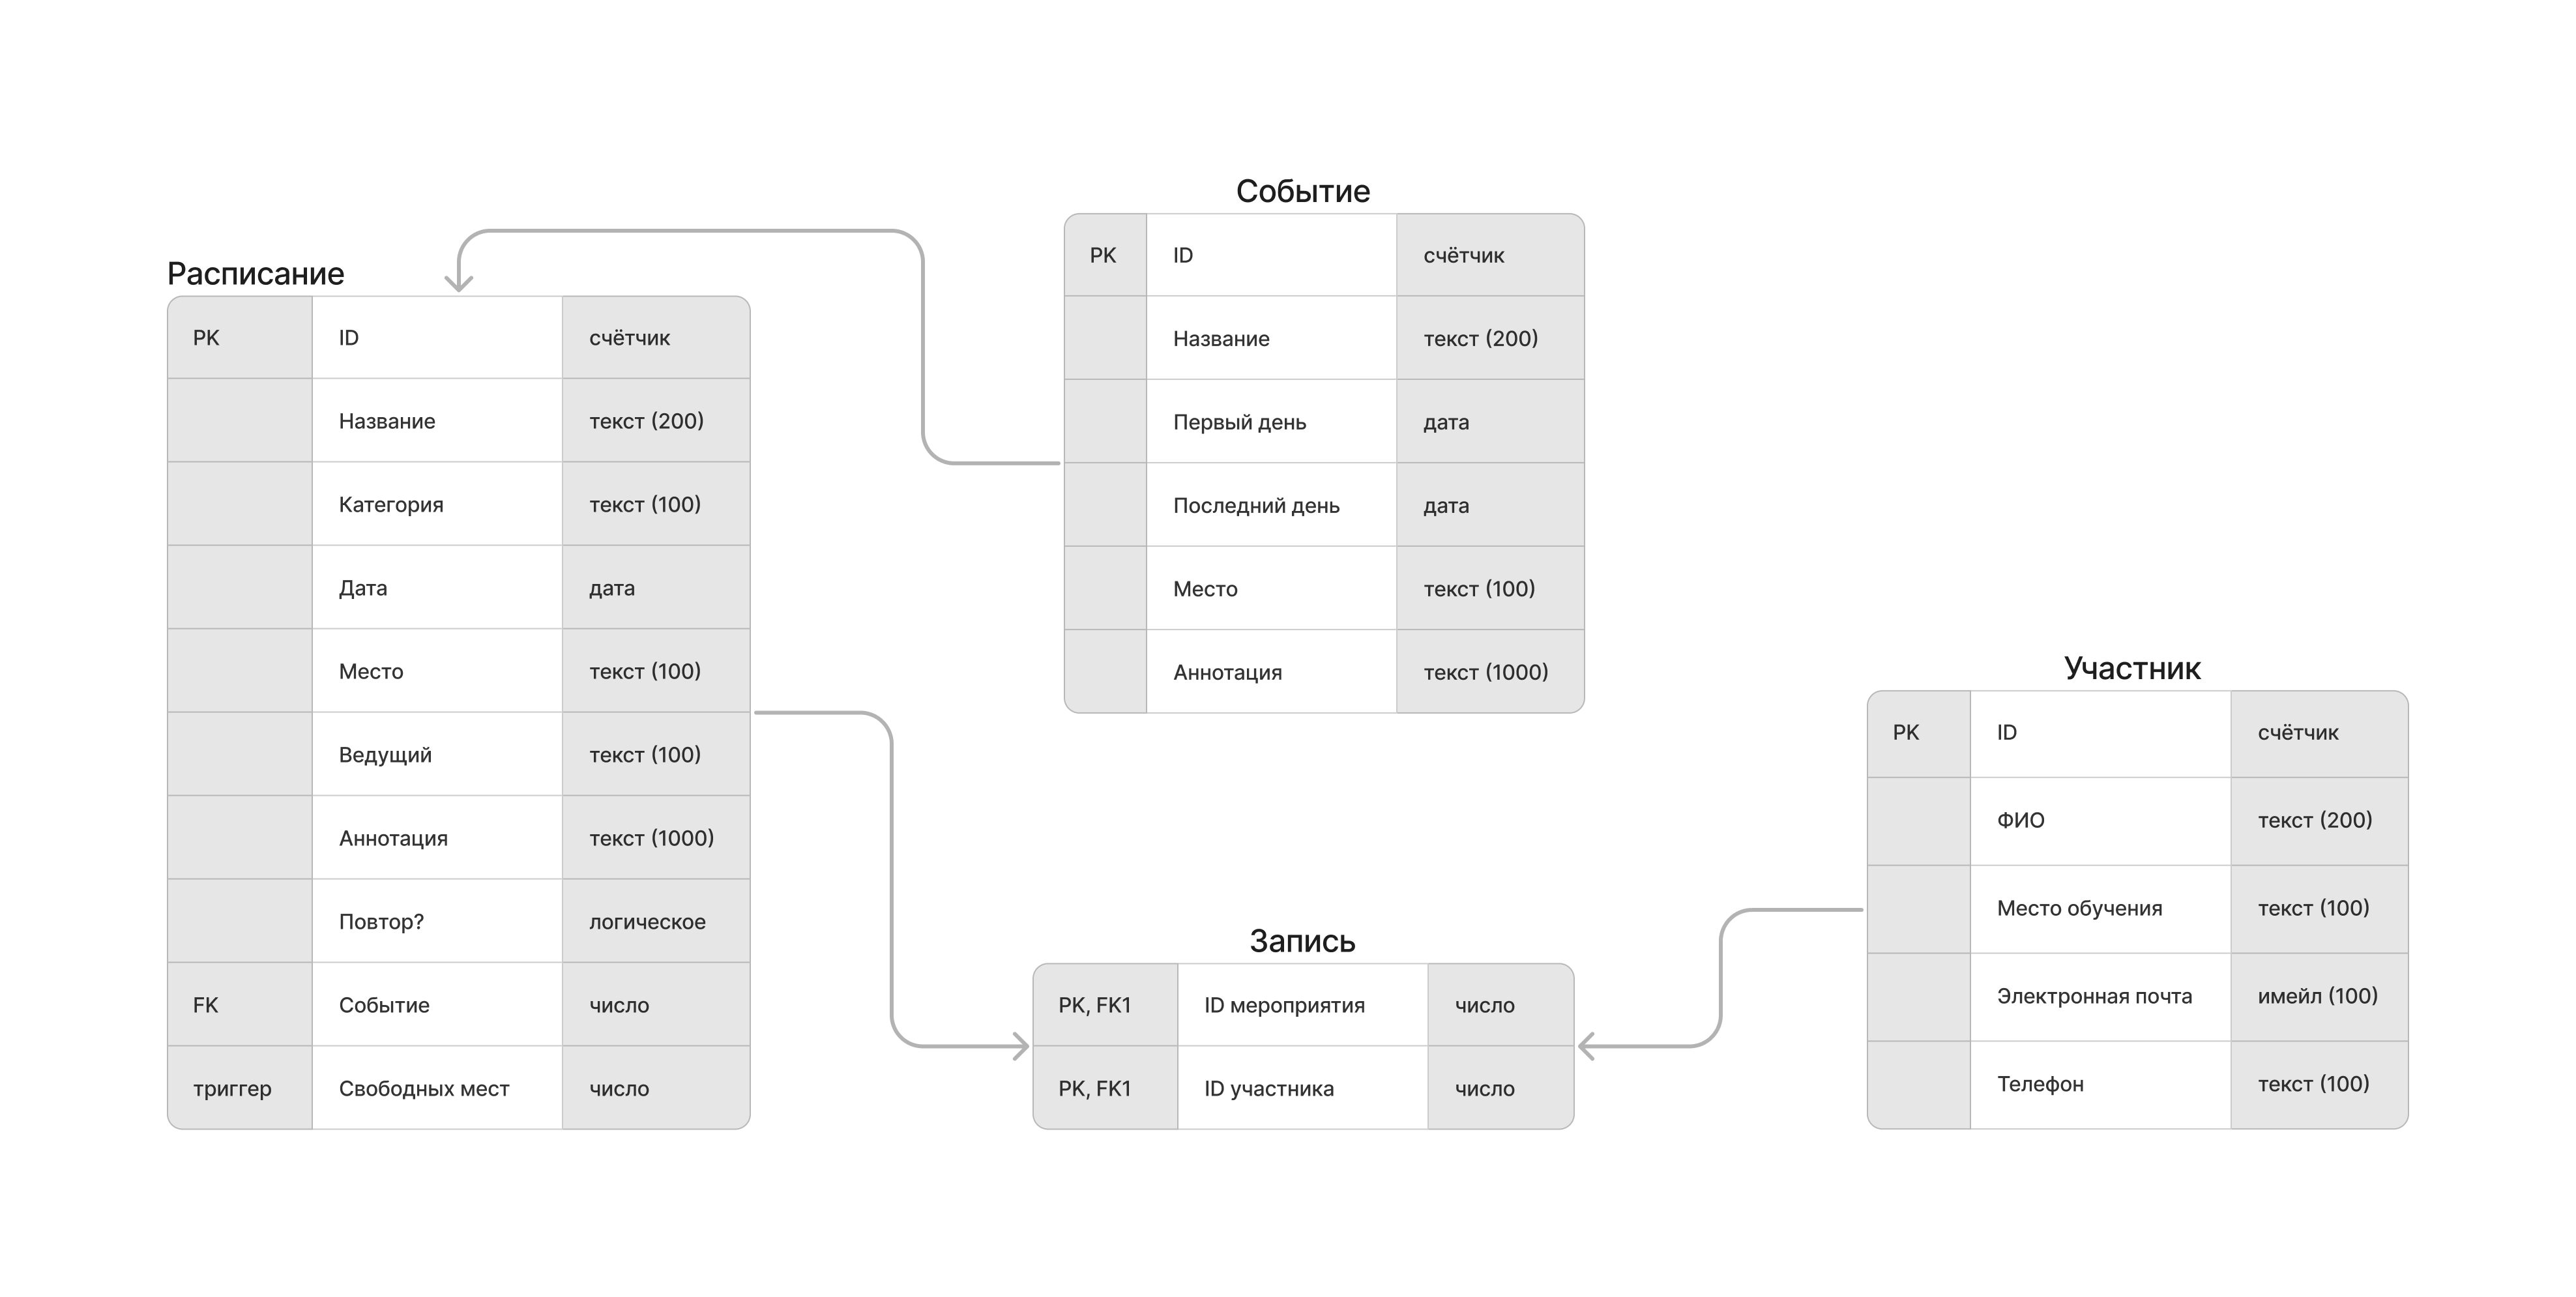 Расписание
PK ID счётчик
Название текст (200)
Категория текст (100)
Дата дата
Место текст (100)
Ведущий текст (100)
Аннотация текст (1000)
Повтор? логическое
FK Событие число
триггер Свободных мест число
Событие
PK ID счётчик
Название текст (200)
Первый день дата
Последний день дата
Место текст (100)
Аннотация текст (1000)
Запись
PK, FK1 ID мероприятия число
PK, FK1 ID участника число
Участник
PK ID счётчик
ФИО текст (200)
Место обучения текст (100)
Электронная почта имейл (100)
Телефон текст (100)